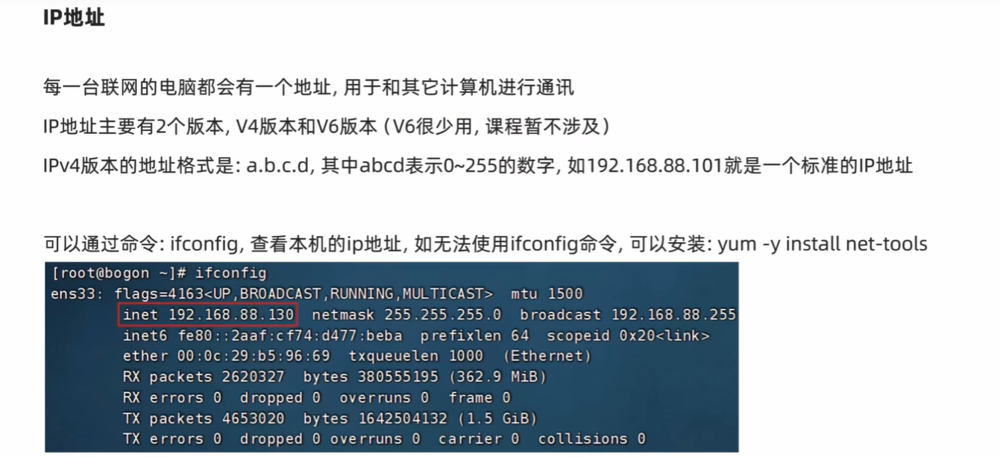 IP地址
每一台联网的电脑都会有一个地址, 用于和其它计算机进行通讯
IP地址主要有2个版本, V4版本和V6版本 (V6很少用, 课程暂不涉及)
IPv4版本的地址格式是: a.b.c.d, 其中abcd表示0~255的数字, 如192.168.88.101就是一个标准的IP地址
可以通过命令: ifconfig, 查看本机的ip地址, 如无法使用ifconfig命令, 可以安装: yum -y install net-tools
[root@bogon ~]# ifconfig
ens33: flags=4163<UP,BROADCAST,RUNNING,MULTICAST>  mtu 1500
inet 192.168.88.130  netmask 255.255.255.0  broadcast 192.168.88.255
inet6 fe80::2aaf:cf74:d477:beba  prefixlen 64  scopeid 0x20<link>
ether 00:0c:29:b5:96:69  txqueuelen 1000  (Ethernet)
RX packets 2620327  bytes 380555195 (362.9 MiB)
RX errors 0  dropped 0  overruns 0  frame 0
TX packets 4653020  bytes 1642504132 (1.5 GiB)
TX errors 0  dropped 0 overruns 0  carrier 0  collisions 0